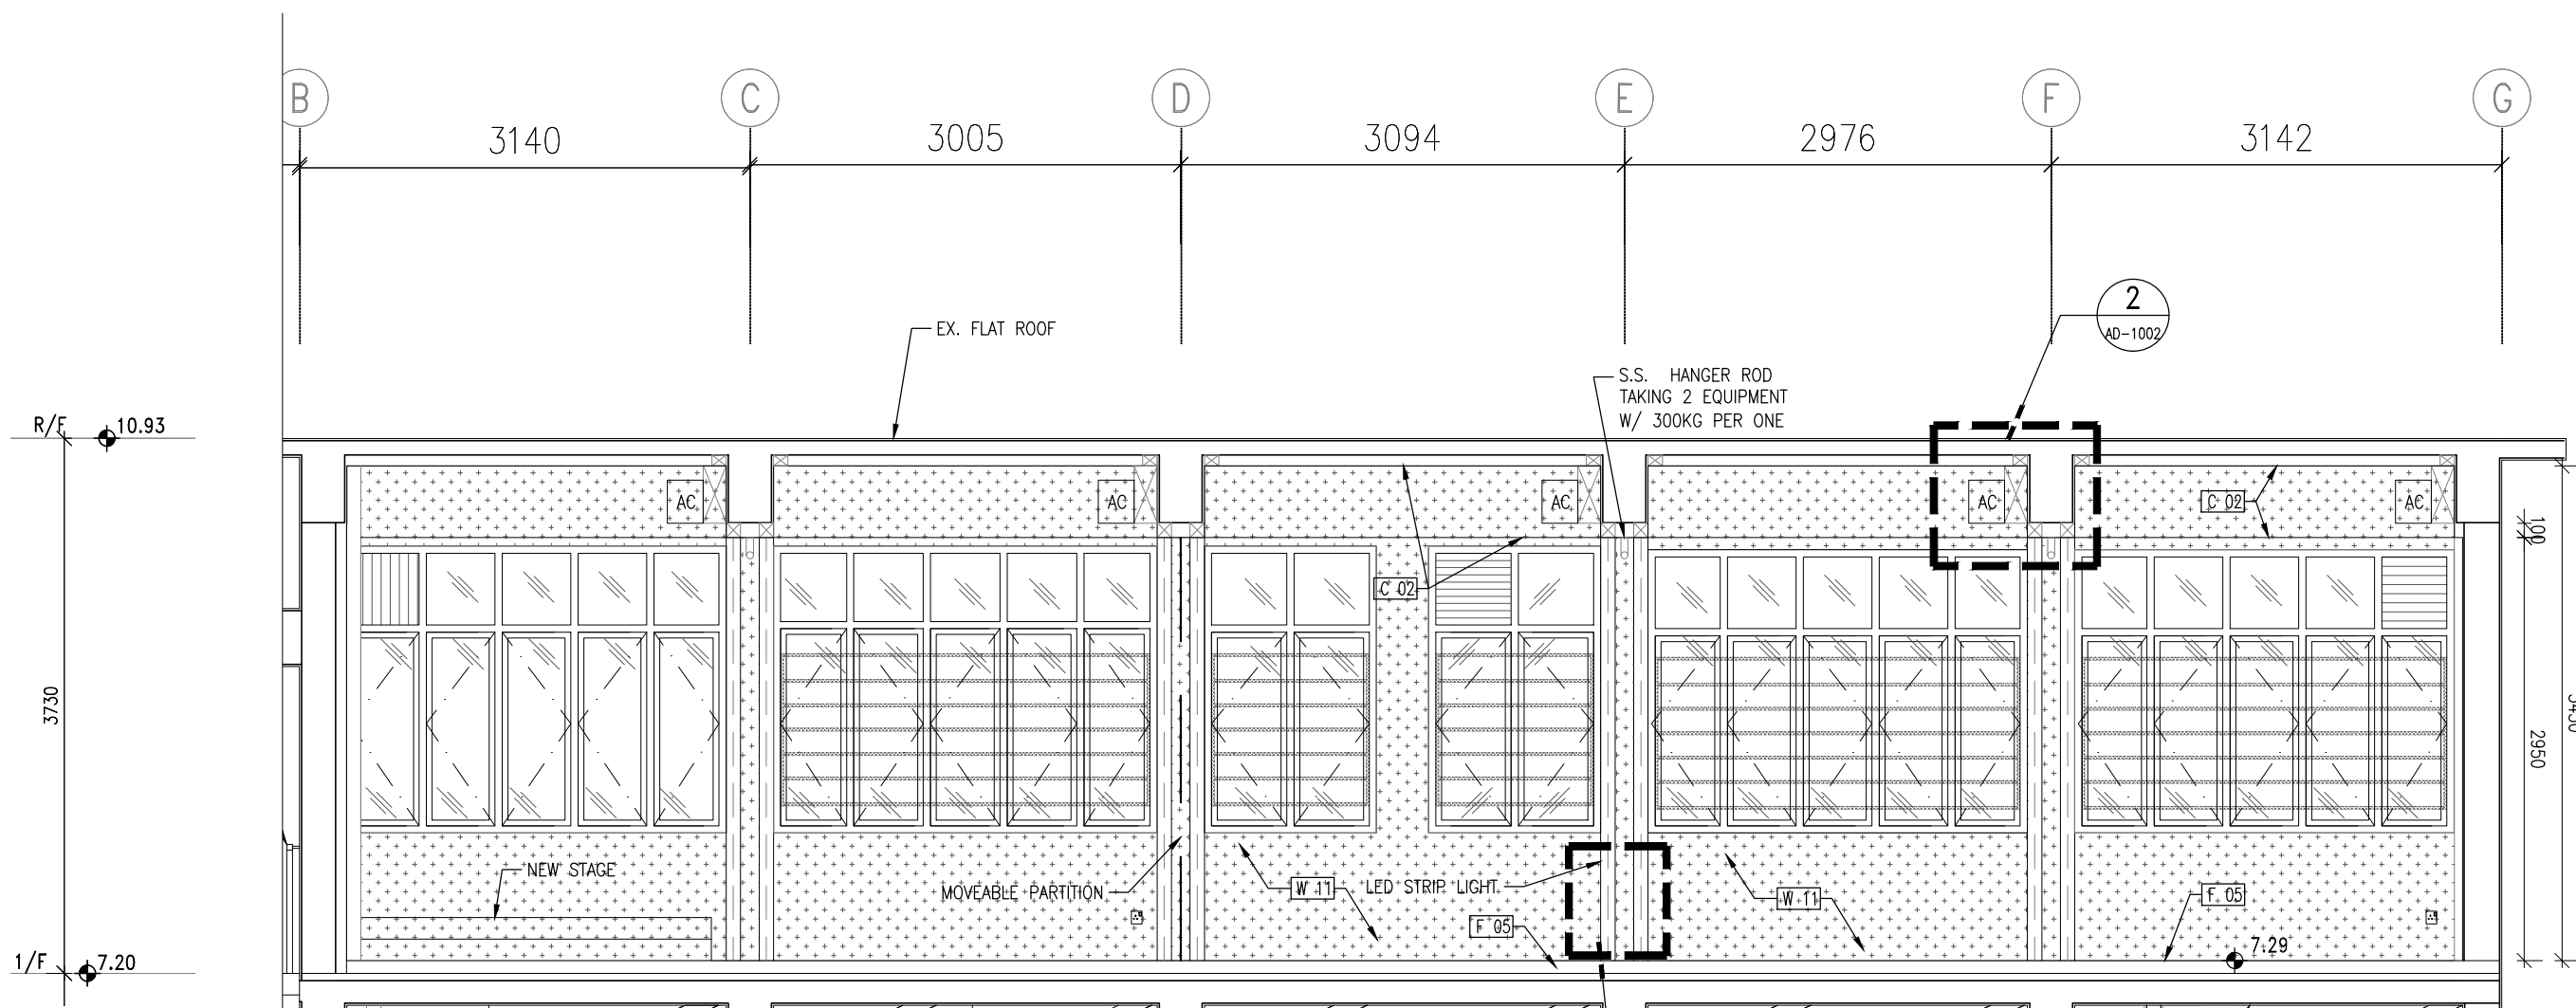 B
C
D
E
F
G
3140
3005
3094
2976
3142
2
AD-1002
EX. FLAT ROOF
S.S. HANGER ROD
TAKING 2 EQUIPMENT
W/ 300KG PER ONE
R/F
10.93
AC
AC
AC
AC
C 02
AC
100
C 02
3730
2950
NEW STAGE
MOVEABLE PARTITION
W 11
LED STRIP LIGHT
W 11
F 05
F 05
7.29
1/F
7.20